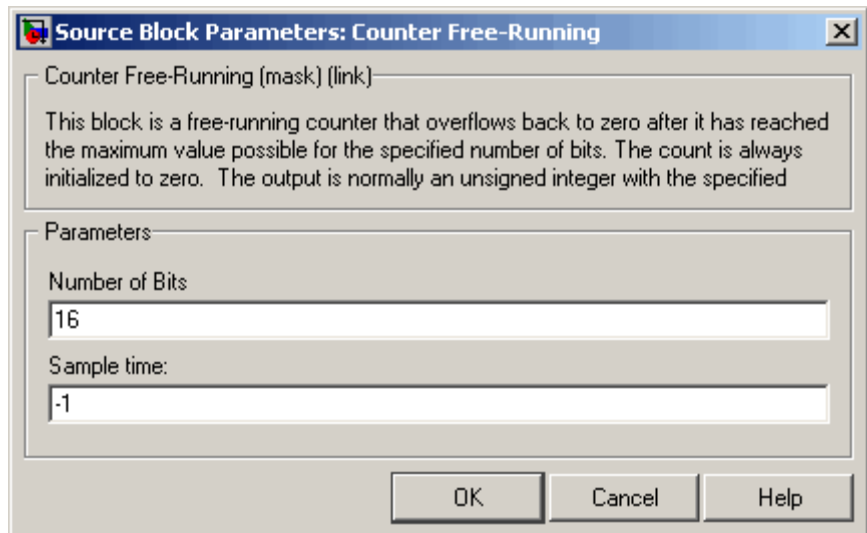 Source Block Parameters: Counter Free-Running
Counter Free-Running (mask) (link)
This block is a free-running counter that overflows back to zero after it has reached
the maximum value possible for the specified number of bits. The count is always
initialized to zero.  The output is normally an unsigned integer with the specified
Parameters
Number of Bits
16
Sample time:
-1
OK Cancel Help